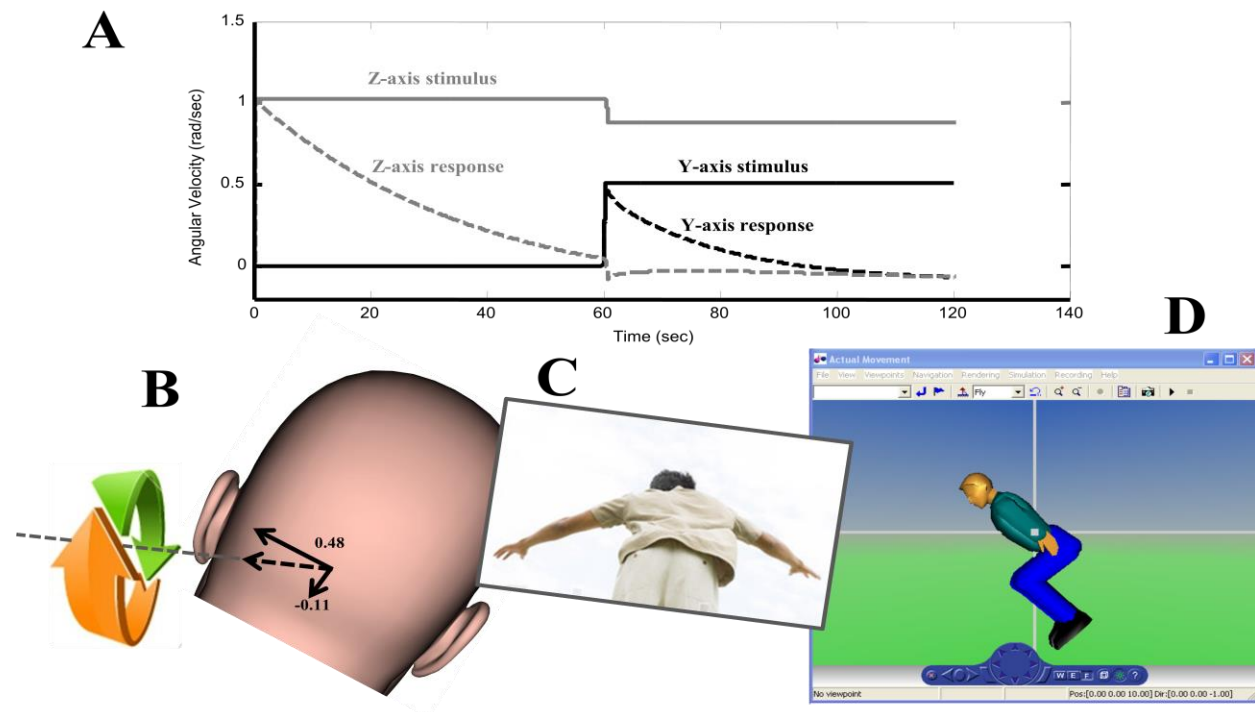 A
1.5
1
0.5
0
Angular Velocity (rad/sec)
Z-axis stimulus
Z-axis response
Y-axis stimulus
Y-axis response
0 20 40 60 80 100 120 140
Time (sec)
B
0.48
-0.11
C
D
Actual Movement
File View Viewpoints Navigation Rendering Simulation Recording Help
Fly
W E F ?
No viewpoint
Pos:[0.00 0.00 10.00] Dir:[0.00 0.00 -1.00]